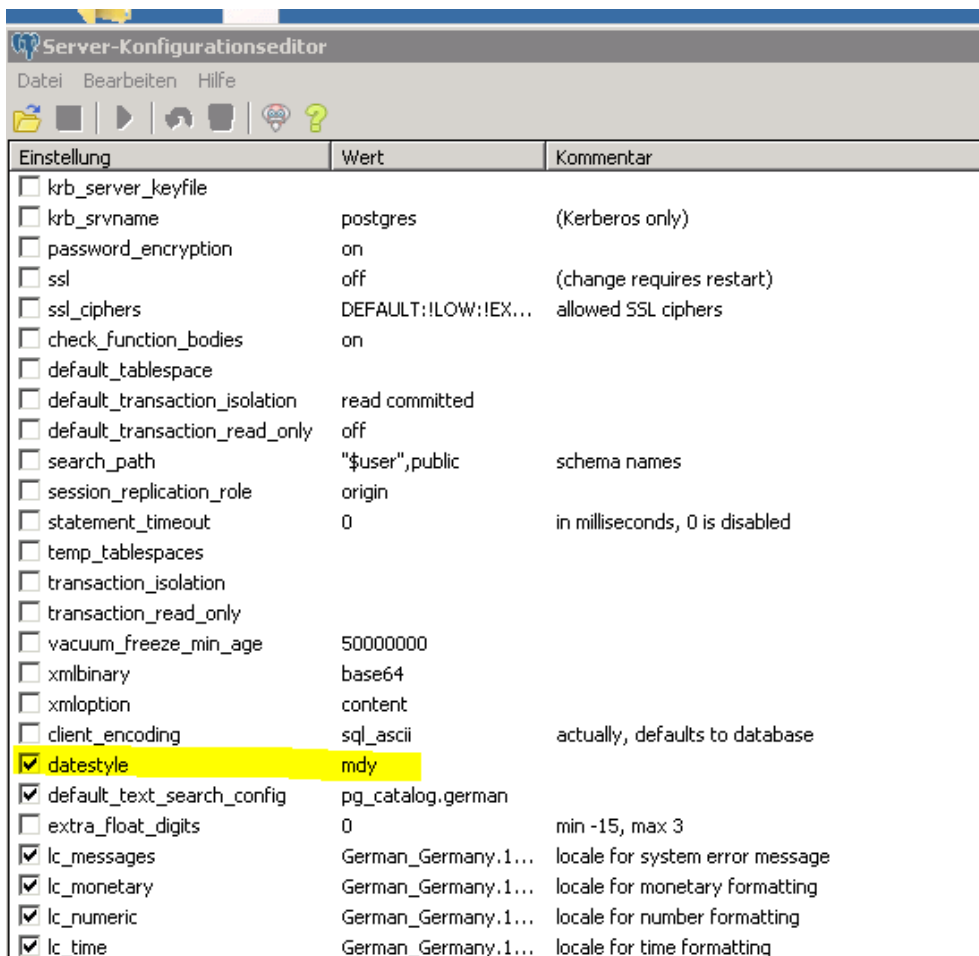 Server-Konfigurationseditor
Datei Bearbeiten Hilfe
Einstellung Wert Kommentar
krb_server_keyfile
krb_srvname postgres (Kerberos only)
password_encryption on
ssl off (change requires restart)
ssl_ciphers DEFAULT:!LOW:!EX... allowed SSL ciphers
check_function_bodies on
default_tablespace
default_transaction_isolation read committed
default_transaction_read_only off
search_path "$user",public schema names
session_replication_role origin
statement_timeout 0 in milliseconds, 0 is disabled
temp_tablespaces
transaction_isolation
transaction_read_only
vacuum_freeze_min_age 50000000
xmlbinary base64
xmloption content
client_encoding sql_ascii actually, defaults to database
datestyle mdy
default_text_search_config pg_catalog.german
extra_float_digits 0 min -15, max 3
lc_messages German_Germany.1... locale for system error message
lc_monetary German_Germany.1... locale for monetary formatting
lc_numeric German_Germany.1... locale for number formatting
lc_time German_Germany.1... locale for time formatting